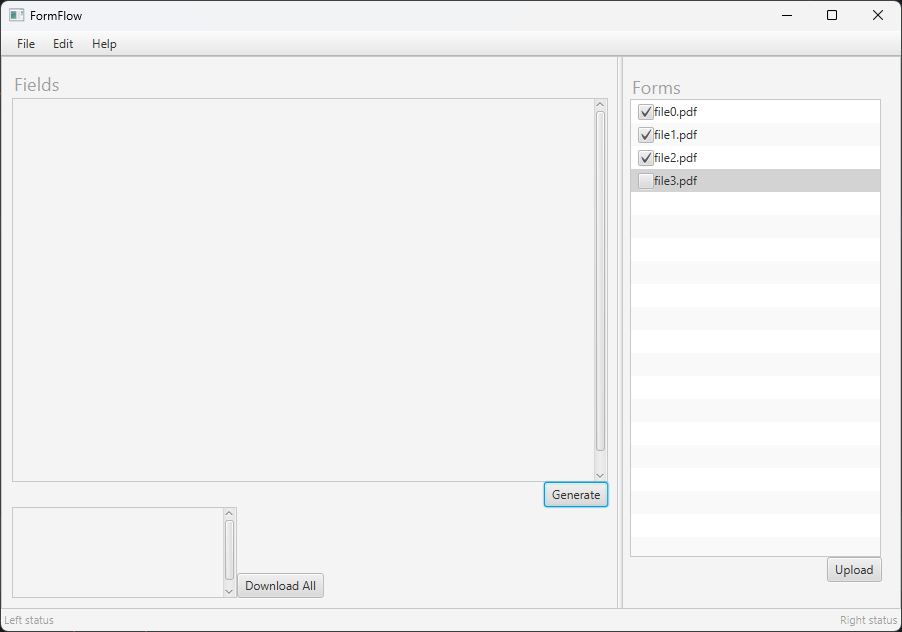 FormFlow
File Edit Help
Fields
Forms
file0.pdf
file1.pdf
file2.pdf
file3.pdf
Generate
Download All
Upload
Left status
Right status